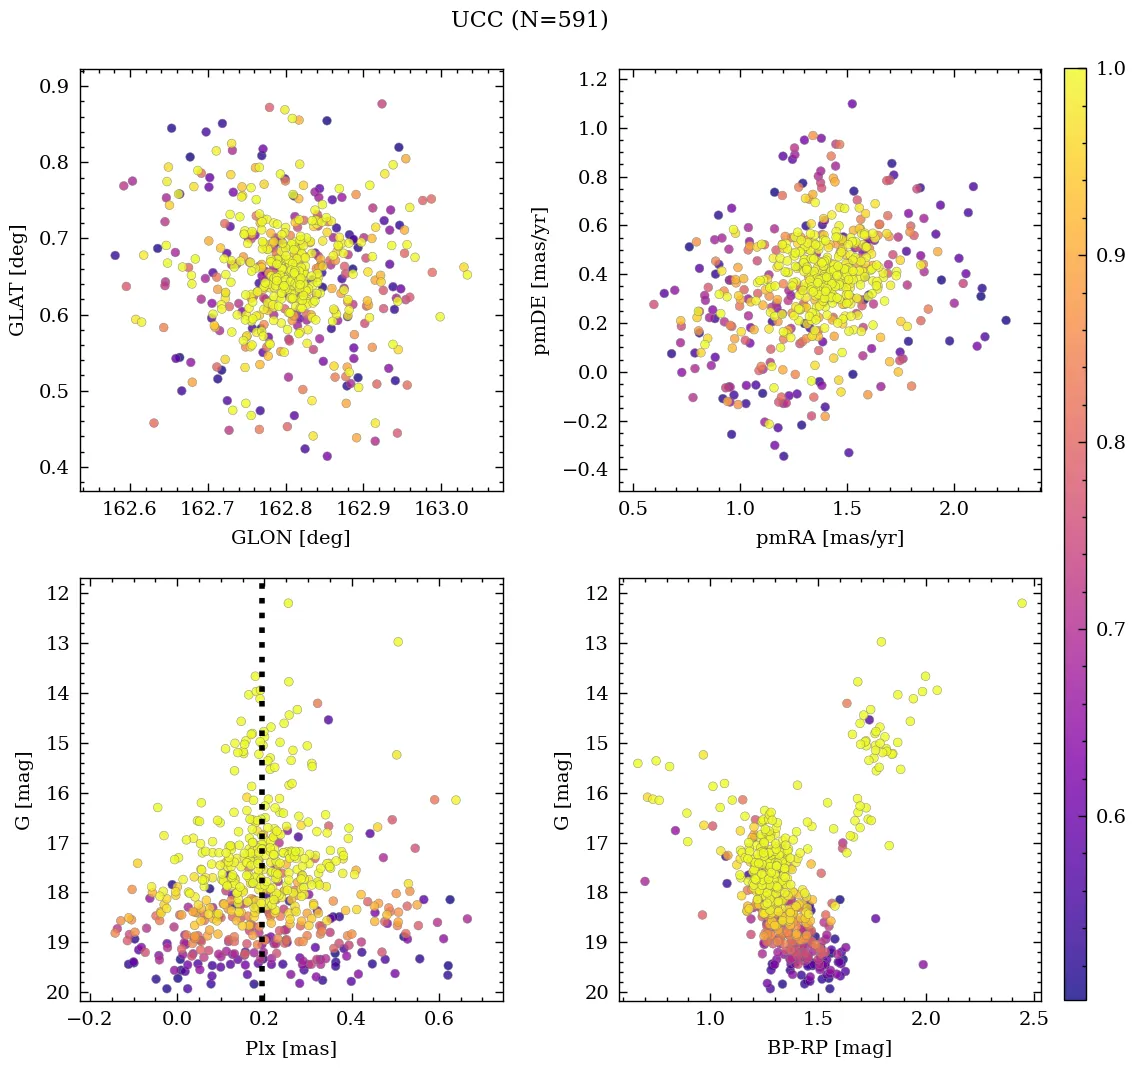 UCC (N=591)
0.9
0.8
0.7
0.6
0.5
0.4
GLAT [deg]
162.6 162.7 162.8 162.9 163.0
GLON [deg]
1.2
1.0
0.8
0.6
0.4
0.2
0.0
−0.2
−0.4
pmDE [mas/yr]
0.5 1.0 1.5 2.0
pmRA [mas/yr]
12
13
14
15
16
17
18
19
20
G [mag]
−0.2 0.0 0.2 0.4 0.6
Plx [mas]
12
13
14
15
16
17
18
19
20
G [mag]
1.0 1.5 2.0 2.5
BP-RP [mag]
1.0
0.9
0.8
0.7
0.6